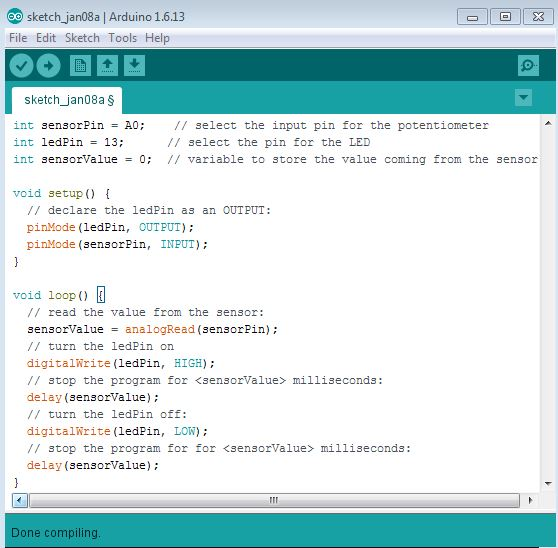 sketch_jan08a | Arduino 1.6.13
File Edit Sketch Tools Help
sketch_jan08a §
int sensorPin = A0;    // select the input pin for the potentiometer
int ledPin = 13;      // select the pin for the LED
int sensorValue = 0;  // variable to store the value coming from the sensor
void setup() {
  // declare the ledPin as an OUTPUT:
  pinMode(ledPin, OUTPUT);
  pinMode(sensorPin, INPUT);
}
void loop() {
  // read the value from the sensor:
  sensorValue = analogRead(sensorPin);
  // turn the ledPin on
  digitalWrite(ledPin, HIGH);
  // stop the program for <sensorValue> milliseconds:
  delay(sensorValue);
  // turn the ledPin off:
  digitalWrite(ledPin, LOW);
  // stop the program for for <sensorValue> milliseconds:
  delay(sensorValue);
}
Done compiling.